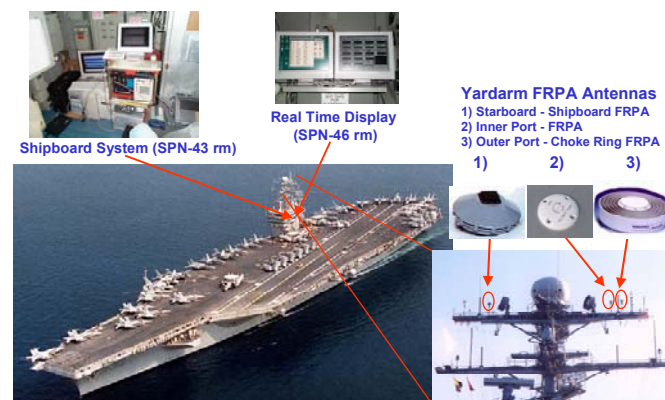 Shipboard System (SPN-43 rm)
Real Time Display
(SPN-46 rm)
Yardarm FRPA Antennas
1) Starboard - Shipboard FRPA
2) Inner Port - FRPA
3) Outer Port - Choke Ring FRPA
1) 2) 3)